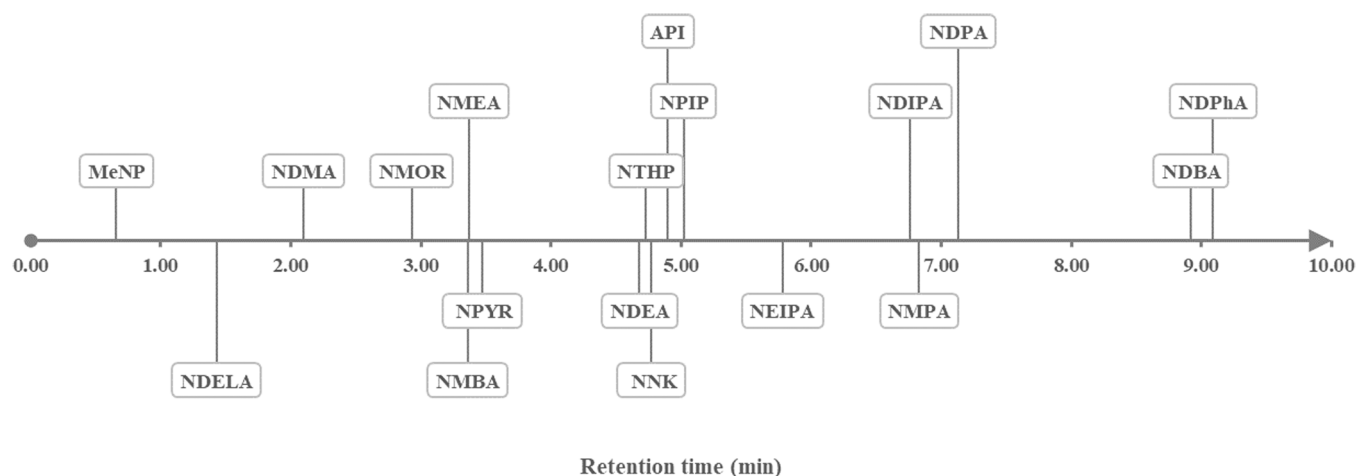 API
NDPA
NMEA
NPIP
NDIPA
NDPhA
MeNP
NDMA
NMOR
NTHP
NDBA
0.00
1.00
2.00
3.00
4.00
5.00
6.00
7.00
8.00
9.00
10.00
NPYR
NDEA
NEIPA
NMPA
NDELA
NMBA
NNK
Retention time (min)